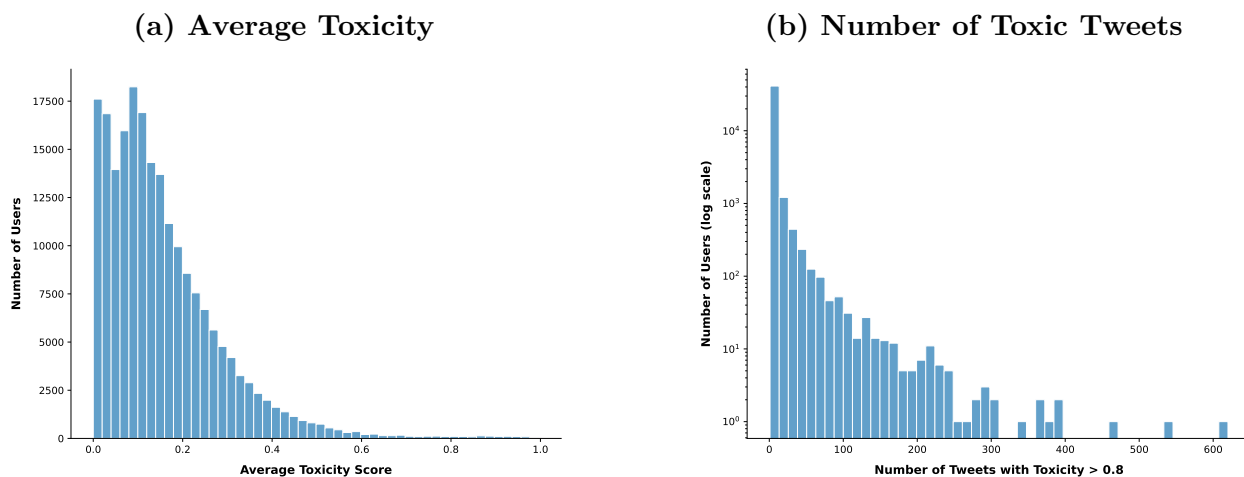 (a) Average Toxicity
17500
15000
12500
10000
7500
5000
2500
0
Number of Users
0.0 0.2 0.4 0.6 0.8 1.0
Average Toxicity Score
(b) Number of Toxic Tweets
10⁴
10³
10²
10¹
10⁰
Number of Users (log scale)
0 100 200 300 400 500 600
Number of Tweets with Toxicity > 0.8